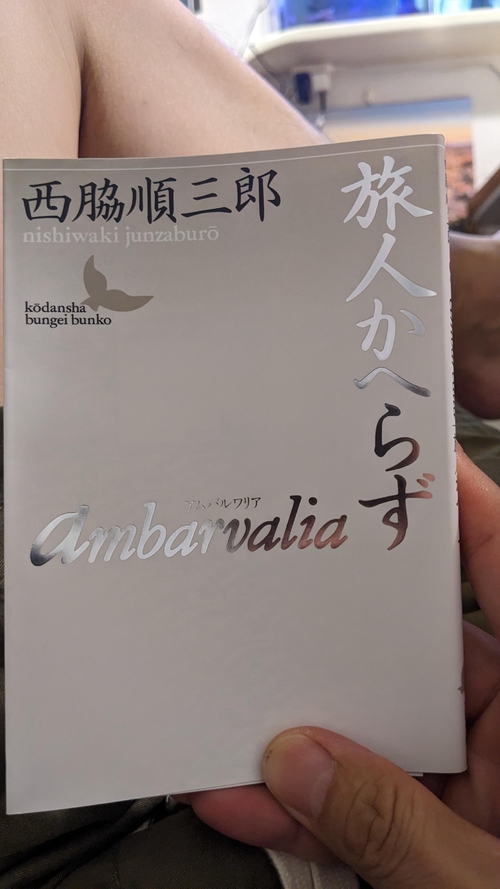 西脇順三郎
nishiwaki junzaburō
kōdansha
bungei bunko
旅人かへらず
アムバルワリア
ambarvalia